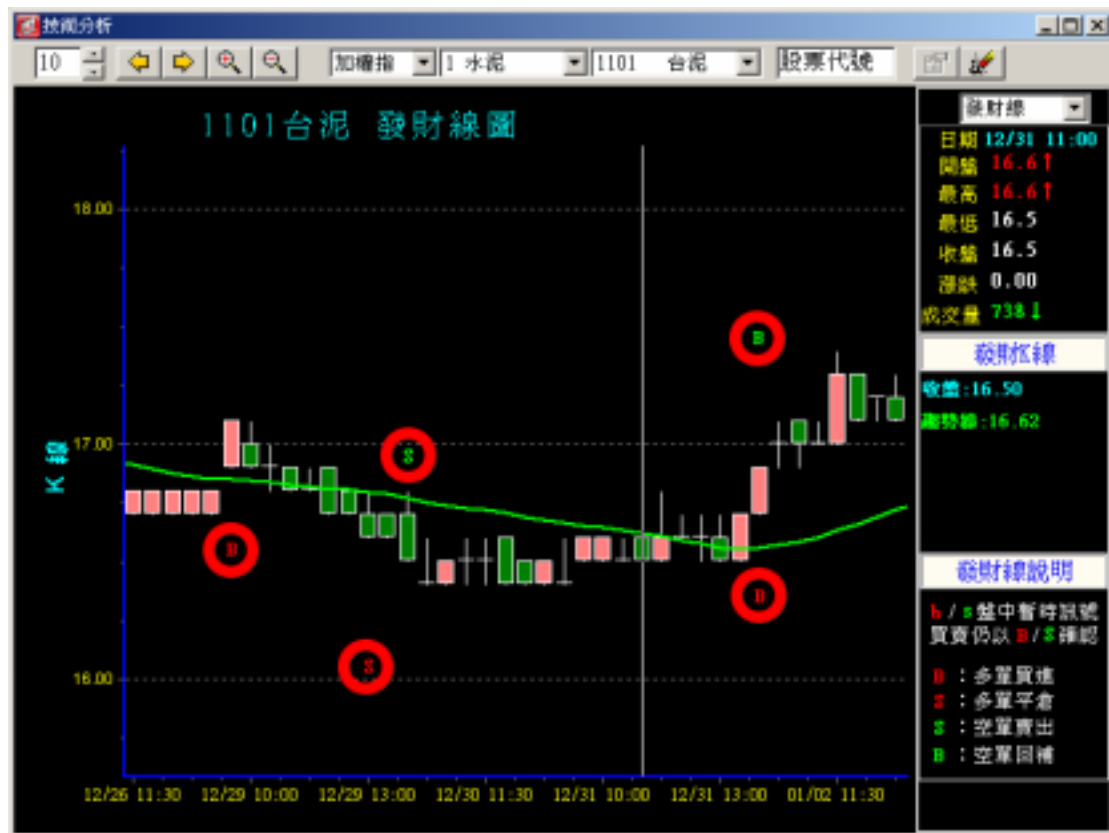 技術分析
10 加權指 1 水泥 1101 台泥 股票代號
1101台泥 發財線圖
K 線
18.00
17.00
16.00
B
S
S
B
B
12/26 11:30 12/29 10:00 12/29 13:00 12/30 11:30 12/31 10:00 12/31 13:00 01/02 11:30
發財線
日期 12/31 11:00
開盤 16.6↑
最高 16.6↑
最低 16.5
收盤 16.5
漲跌 0.00
成交量 738↓
發財K線
收盤:16.50
趨勢線:16.62
發財線說明
b/s盤中暫時訊號
買賣仍以B/S確認
B:多單買進
S:多單平倉
S:空單賣出
B:空單回補